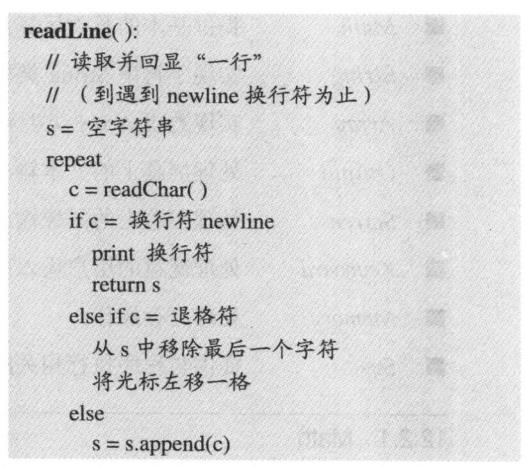 readLine( ):
// 读取并回显“一行”
// （到遇到 newline 换行符为止）
s = 空字符串
repeat
c = readChar( )
if c = 换行符 newline
print 换行符
return s
else if c = 退格符
从 s 中移除最后一个字符
将光标左移一格
else
s = s.append(c)